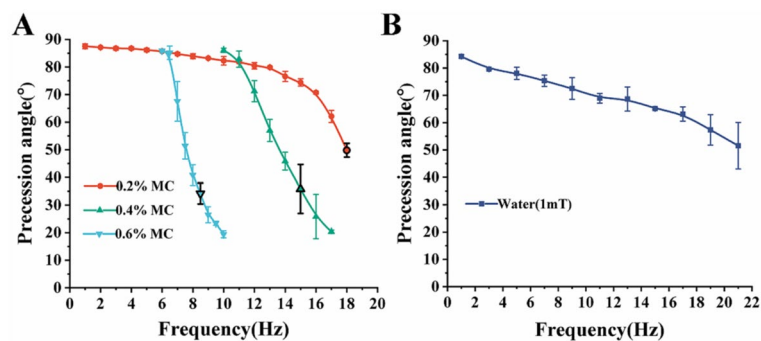 A
90
80
70
60
50
40
30
20
10
0
Precession angle(°)
0.2% MC
0.4% MC
0.6% MC
0 2 4 6 8 10 12 14 16 18 20
Frequency(Hz)
B
90
80
70
60
50
40
30
20
10
0
Precession angle(°)
Water(1mT)
0 2 4 6 8 10 12 14 16 18 20 22
Frequency(Hz)